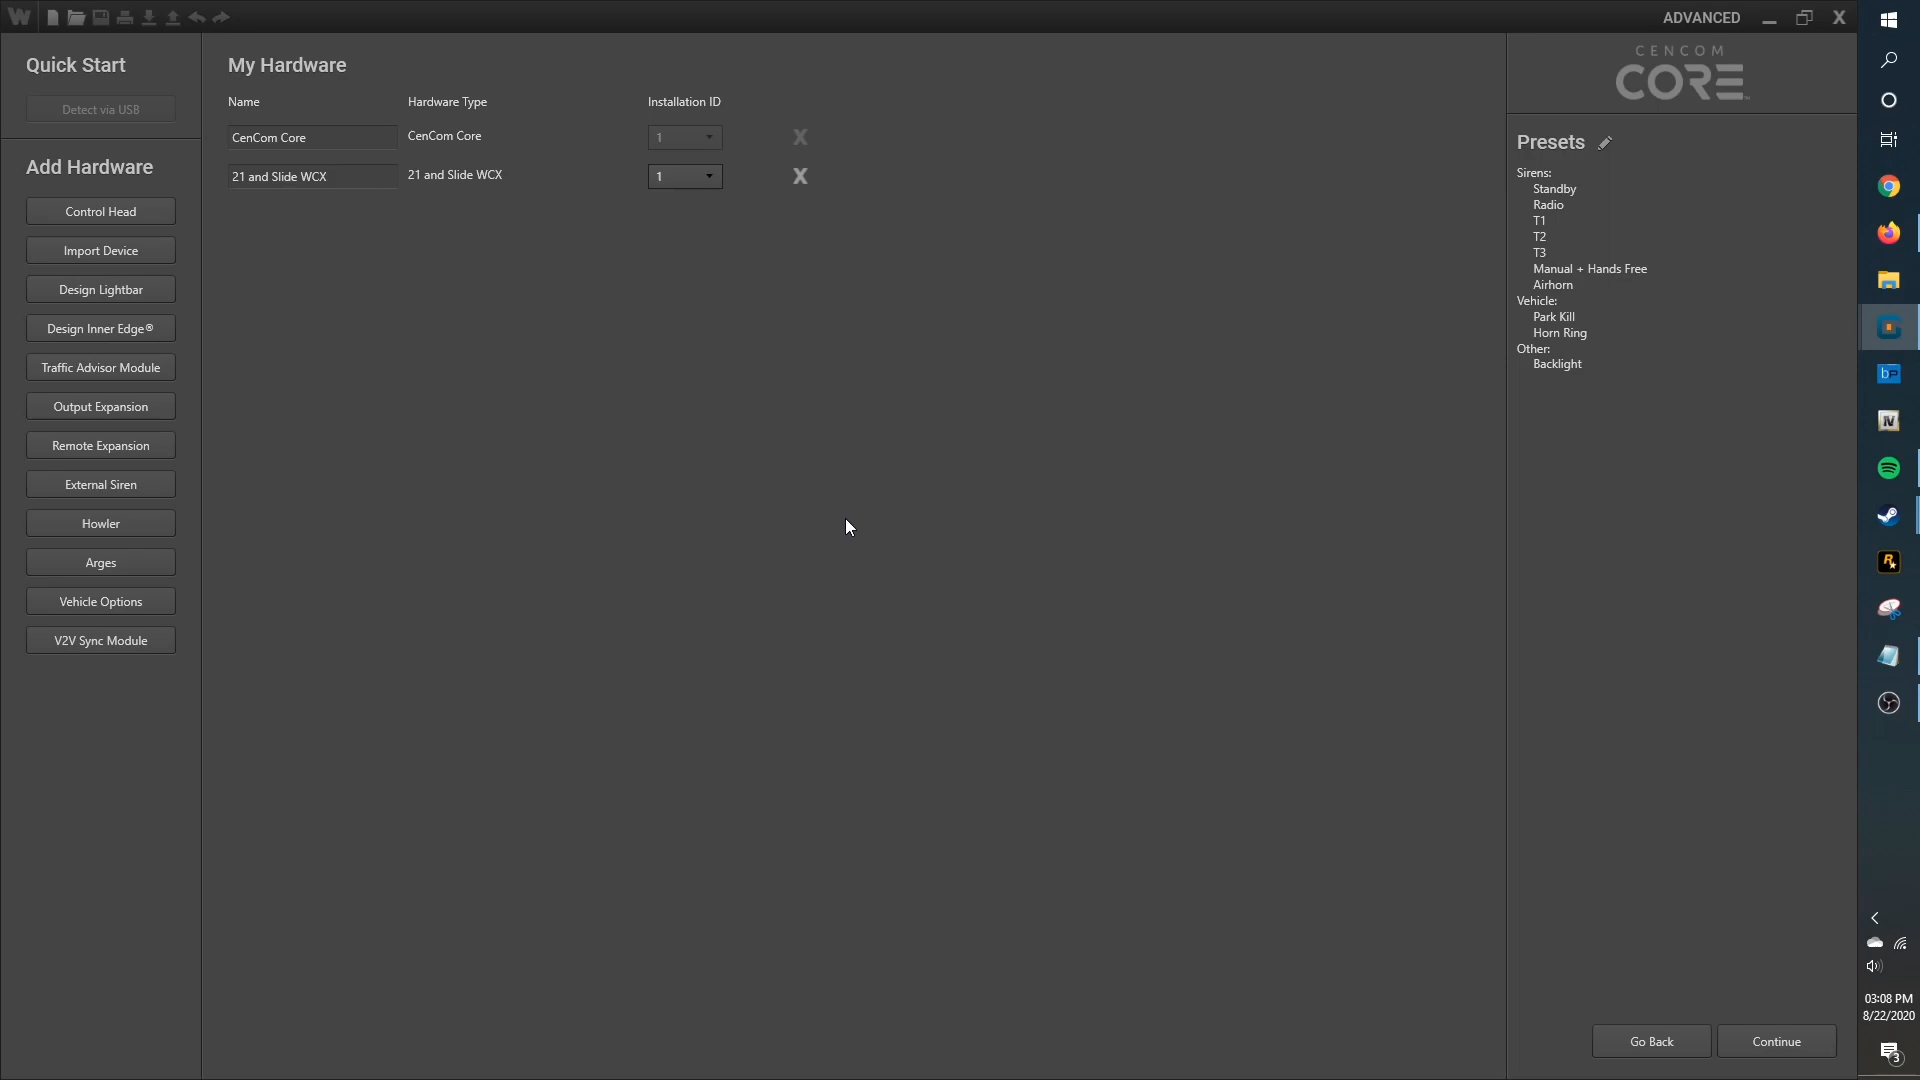 W
ADVANCED
X
Quick Start
Detect via USB
Add Hardware
Control Head
Import Device
Design Lightbar
Design Inner Edge®
Traffic Advisor Module
Output Expansion
Remote Expansion
External Siren
Howler
Arges
Vehicle Options
V2V Sync Module
My Hardware
Name Hardware Type Installation ID
CenCom Core CenCom Core 1 X
21 and Slide WCX 21 and Slide WCX 1 X
CENCOM
CORE™
Presets
Sirens:
Standby
Radio
T1
T2
T3
Manual + Hands Free
Airhorn
Vehicle:
Park Kill
Horn Ring
Other:
Backlight
Go Back Continue
bP
IV
R
03:08 PM
8/22/2020
3